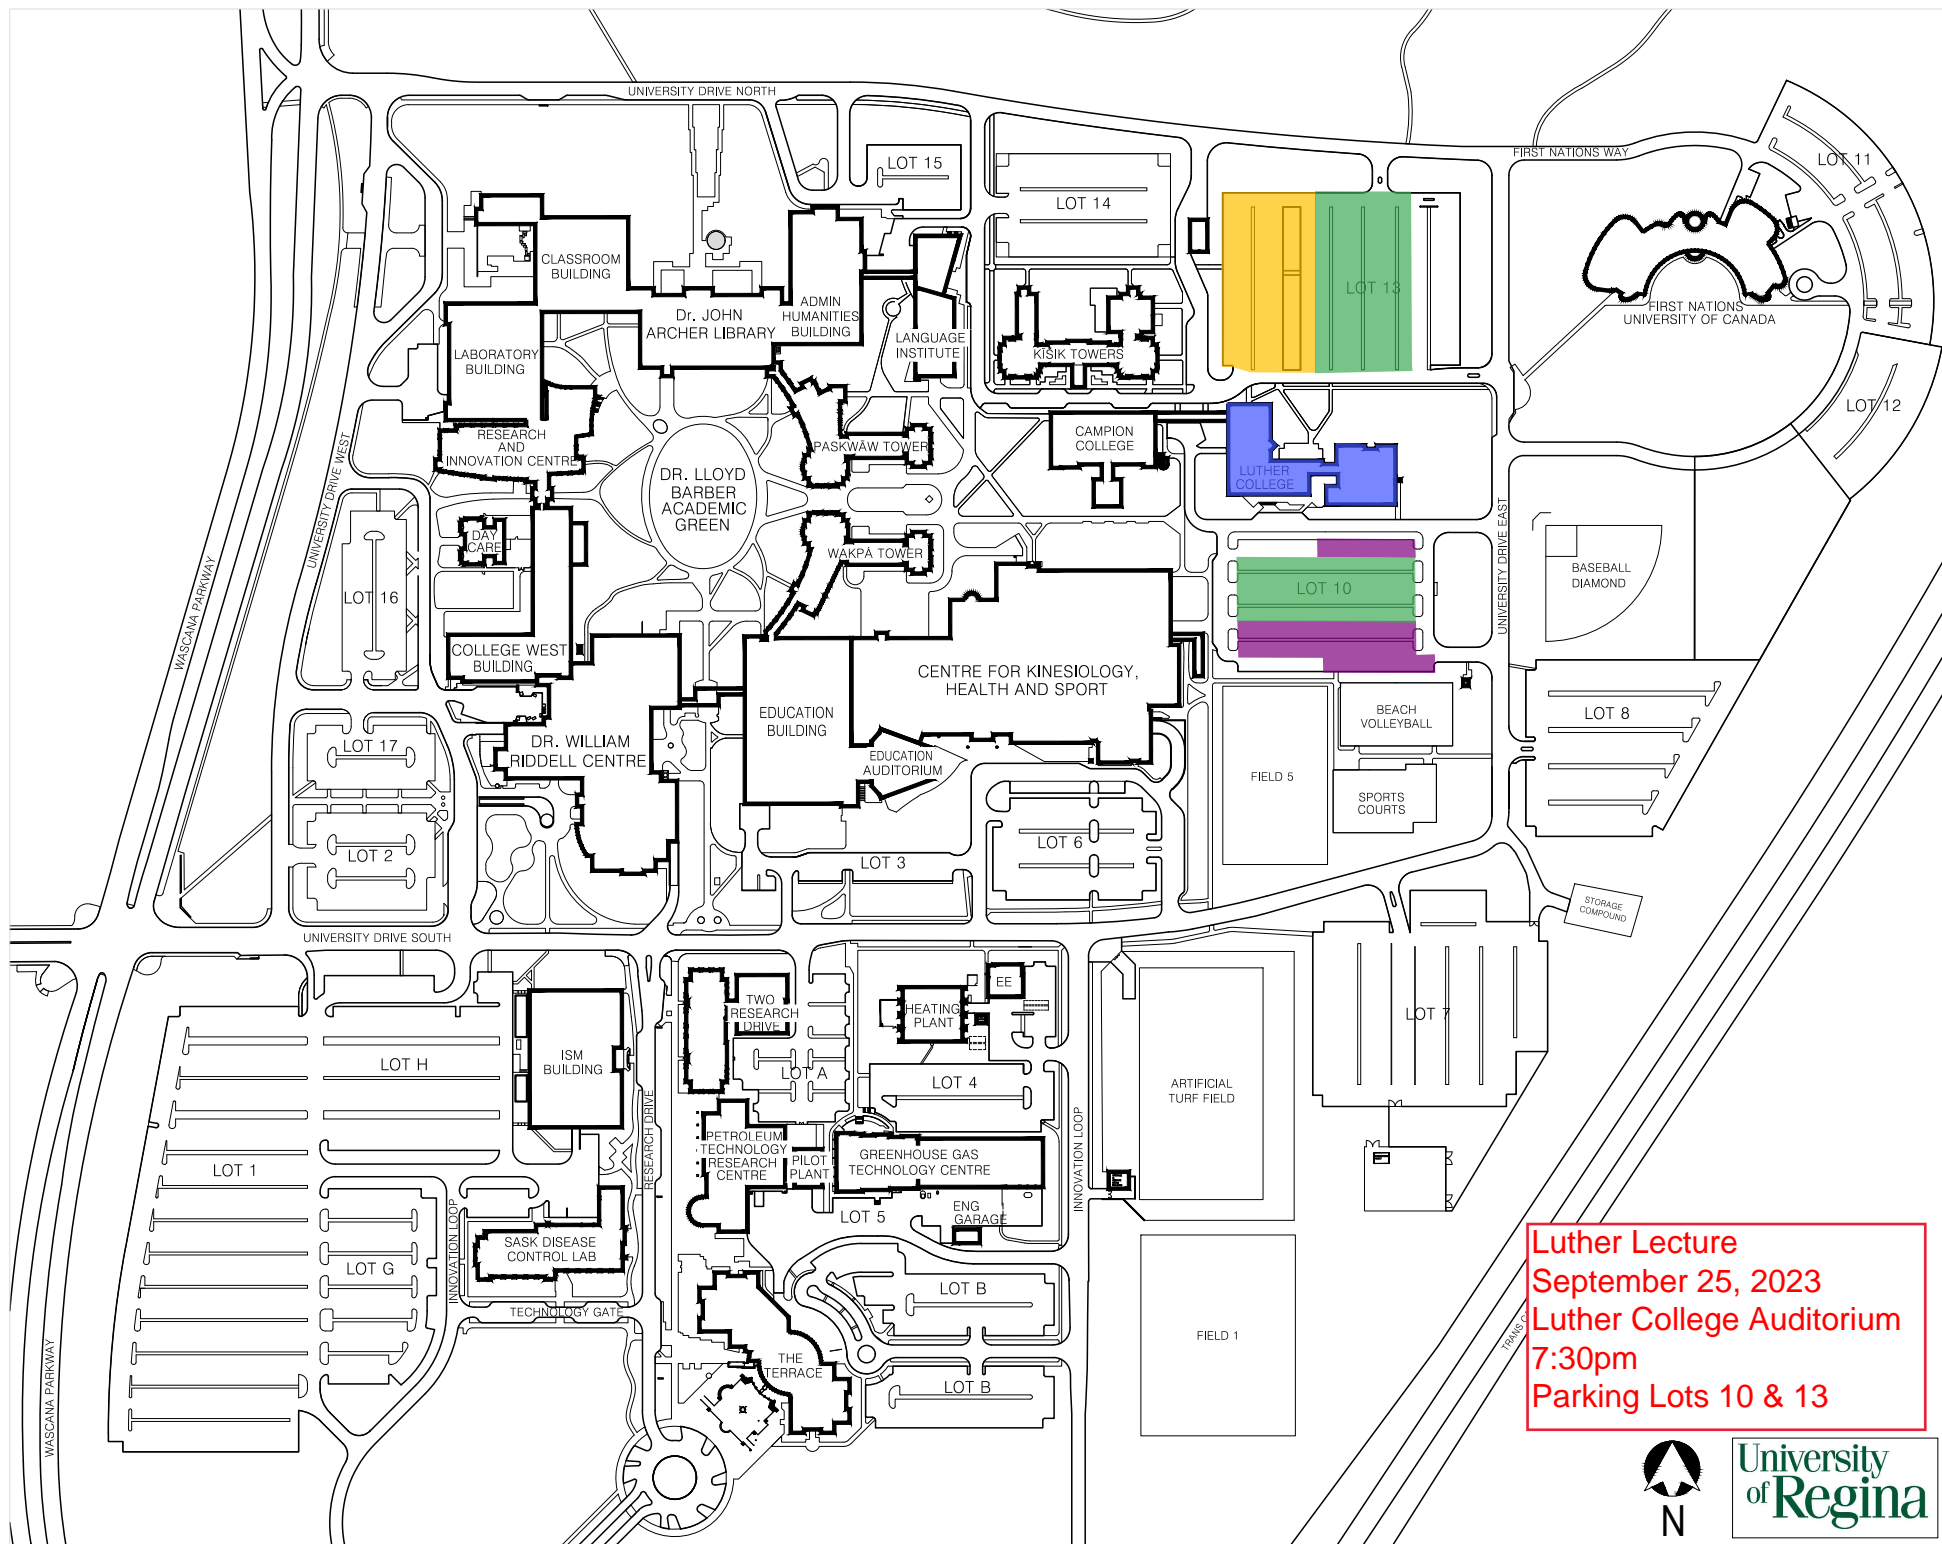 UNIVERSITY DRIVE NORTH
FIRST NATIONS WAY
LOT 15
LOT 11
LOT 14
CLASSROOM
BUILDING
LOT 13
Dr. JOHN
ARCHER LIBRARY
ADMIN
HUMANITIES
BUILDING
FIRST NATIONS
UNIVERSITY OF CANADA
LANGUAGE
INSTITUTE
LABORATORY
BUILDING
KISIK TOWERS
LOT 12
RESEARCH
AND
INNOVATION CENTRE
PASKWĀW TOWER
CAMPION
COLLEGE
LUTHER
COLLEGE
DR. LLOYD
BARBER
ACADEMIC
GREEN
UNIVERSITY DRIVE WEST
UNIVERSITY DRIVE EAST
DAY
CARE
WAKPĀ TOWER
BASEBALL
DIAMOND
LOT 16
LOT 10
WASCANA PARKWAY
COLLEGE WEST
BUILDING
CENTRE FOR KINESIOLOGY,
HEALTH AND SPORT
EDUCATION
BUILDING
BEACH
VOLLEYBALL
LOT 8
LOT 17
DR. WILLIAM
RIDDELL CENTRE
EDUCATION
AUDITORIUM
FIELD 5
SPORTS
COURTS
LOT 2
LOT 3
LOT 6
STORAGE
COMPOUND
UNIVERSITY DRIVE SOUTH
TWO
RESEARCH
DRIVE
HEATING
PLANT
EE
LOT 7
LOT H
ISM
BUILDING
LOT A
LOT 4
ARTIFICIAL
TURF FIELD
RESEARCH DRIVE
INNOVATION LOOP
PETROLEUM
TECHNOLOGY
RESEARCH
CENTRE
PILOT
PLANT
GREENHOUSE GAS
TECHNOLOGY CENTRE
LOT 1
LOT 5
ENG
GARAGE
INNOVATION LOOP
SASK DISEASE
CONTROL LAB
LOT G
LOT B
TECHNOLOGY GATE
FIELD 1
THE
TERRACE
LOT B
WASCANA PARKWAY
TRANS C
Luther Lecture
September 25, 2023
Luther College Auditorium
7:30pm
Parking Lots 10 & 13
N
University
of Regina